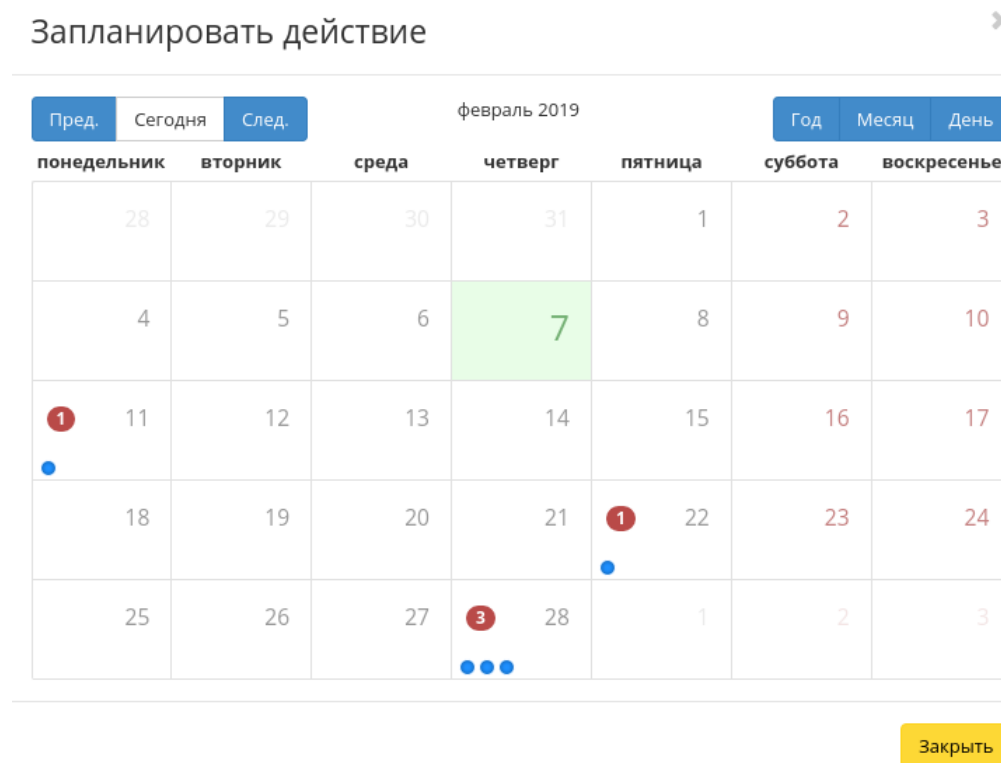 Запланировать действие
×
Пред. Сегодня След. февраль 2019 Год Месяц День
понедельник вторник среда четверг пятница суббота воскресенье
28 29 30 31 1 2 3
4 5 6 7 8 9 10
1 11 12 13 14 15 16 17
18 19 20 21 1 22 23 24
25 26 27 3 28 1 2 3
Закрыть